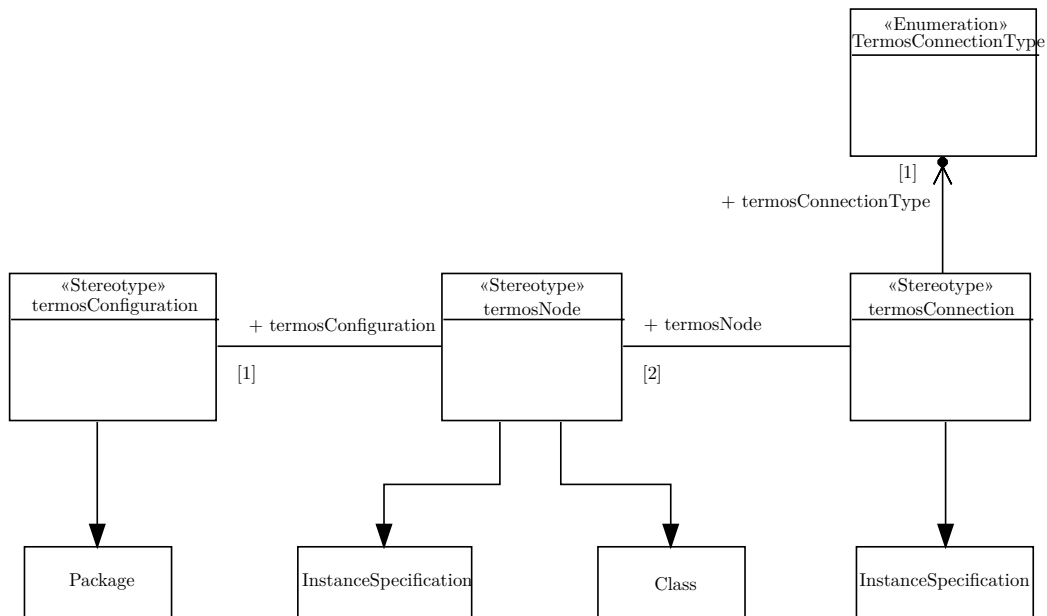 «Enumeration»
TermosConnectionType
[1]
+ termosConnectionType
«Stereotype»
termosConfiguration
«Stereotype»
termosNode
«Stereotype»
termosConnection
+ termosConfiguration
[1]
+ termosNode
[2]
Package
InstanceSpecification
Class
InstanceSpecification